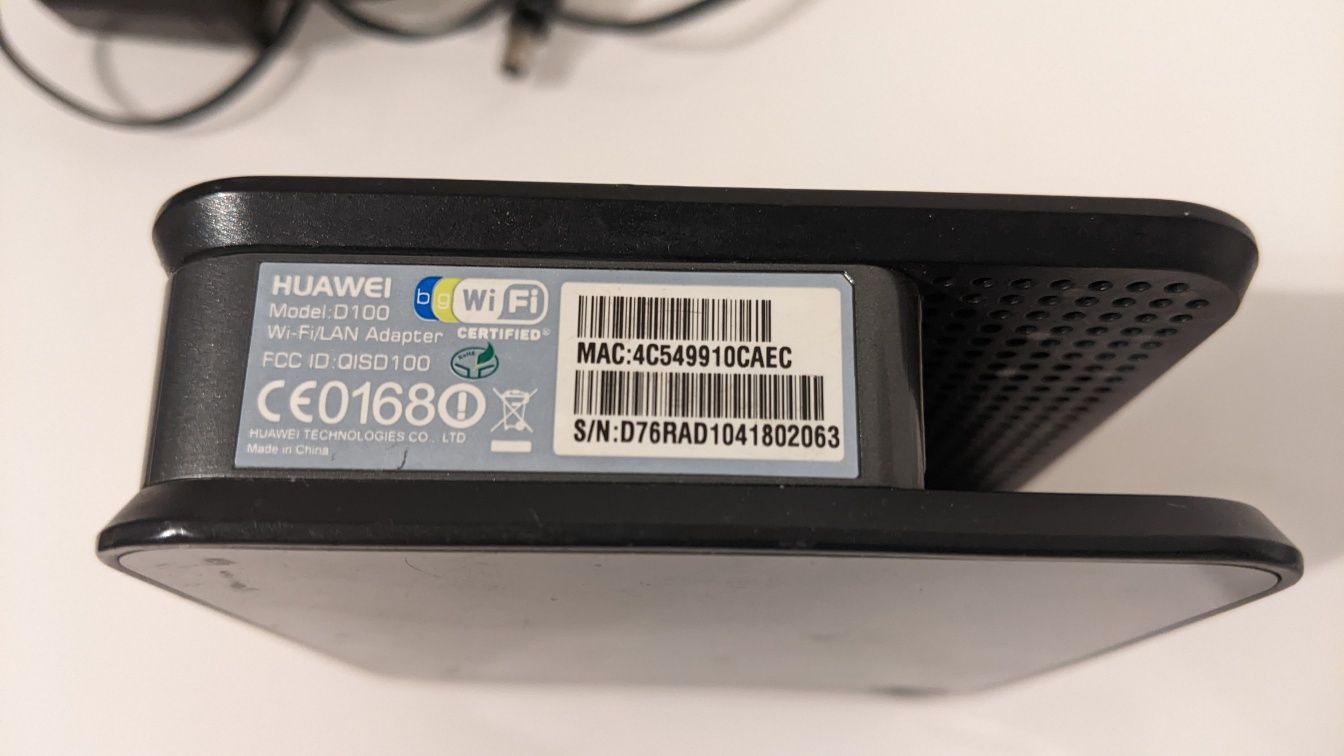 HUAWEI
Model:D100
Wi-Fi/LAN Adapter
FCC ID:QISD100
CE0168
HUAWEI TECHNOLOGIES CO., LTD
Made in China
b g Wi Fi
CERTIFIED®
RoHS
MAC:4C549910CAEC
S/N:D76RAD1041802063